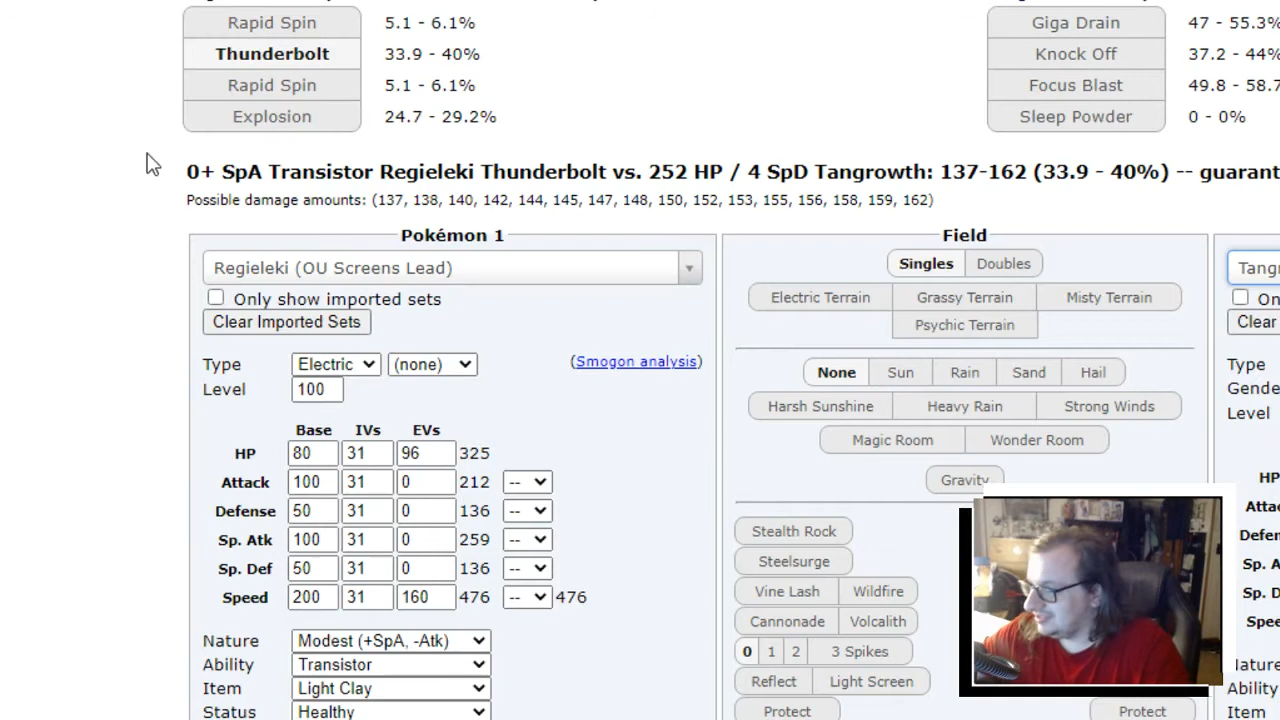 Rapid Spin 5.1 - 6.1%
Thunderbolt 33.9 - 40%
Rapid Spin 5.1 - 6.1%
Explosion 24.7 - 29.2%
Giga Drain 47 - 55.3%
Knock Off 37.2 - 44%
Focus Blast 49.8 - 58.7
Sleep Powder 0 - 0%
0+ SpA Transistor Regieleki Thunderbolt vs. 252 HP / 4 SpD Tangrowth: 137-162 (33.9 - 40%) -- guarant
Possible damage amounts: (137, 138, 140, 142, 144, 145, 147, 148, 150, 152, 153, 155, 156, 158, 159, 162)
Pokémon 1
Regieleki (OU Screens Lead)
Only show imported sets
Clear Imported Sets
Type Electric (none) (Smogon analysis)
Level 100
Base IVs EVs
HP 80 31 96 325
Attack 100 31 0 212 --
Defense 50 31 0 136 --
Sp. Atk 100 31 0 259 --
Sp. Def 50 31 0 136 --
Speed 200 31 160 476 -- 476
Nature Modest (+SpA, -Atk)
Ability Transistor
Item Light Clay
Status Healthy
Field
Singles Doubles
Electric Terrain Grassy Terrain Misty Terrain
Psychic Terrain
None Sun Rain Sand Hail
Harsh Sunshine Heavy Rain Strong Winds
Magic Room Wonder Room
Gravity
Stealth Rock
Steelsurge
Vine Lash Wildfire
Cannonade Volcalith
0 1 2 3 Spikes
Reflect Light Screen
Protect Protect
Tang
On
Clear
Type
Gende
Level
HP
Attac
Defen
Sp. A
Sp. D
Spee
Nature
Ability
Item